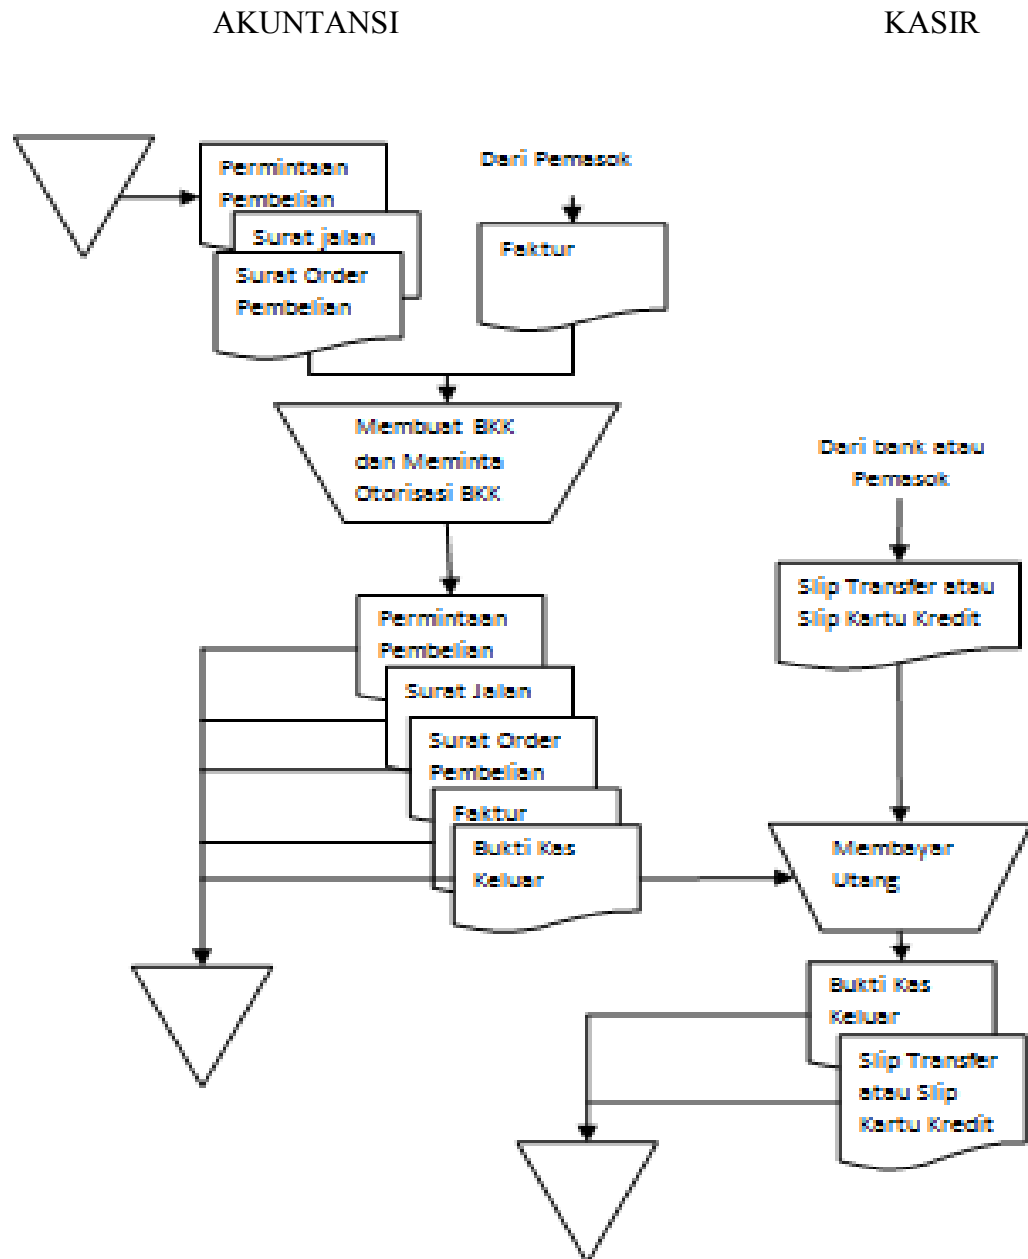 AKUNTANSI
KASIR
Permintaan
Pembelian
Surat jalan
Surat Order
Pembelian
Dari Pemasok
Faktur
Membuat BKK
dan Meminta
Otorisasi BKK
Dari bank atau
Pemasok
Slip Transfer atau
Slip Kartu Kredit
Permintaan
Pembelian
Surat Jalan
Surat Order
Pembelian
Faktur
Bukti Kas
Keluar
Membayar
Utang
Bukti Kas
Keluar
Slip Transfer
atau Slip
Kartu Kredit